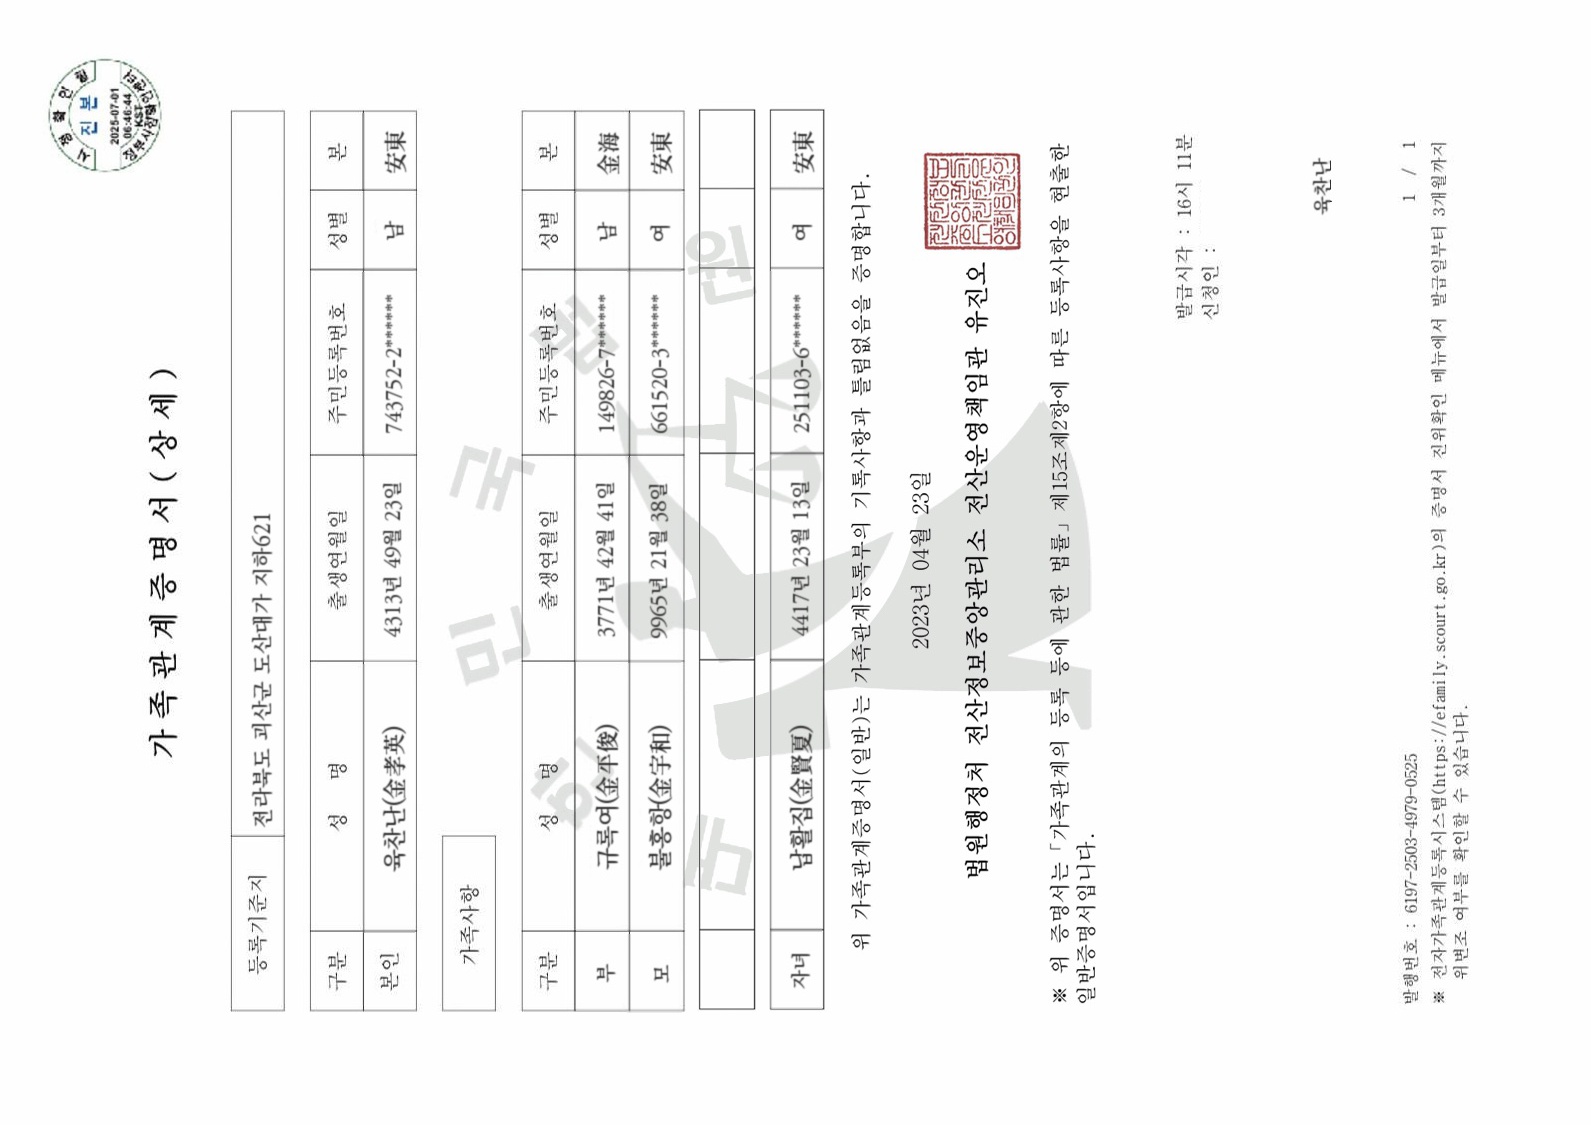 시점확인필
진본
2025-07-01
06:46:44
KST
가족관계증명서(상세)
등록기준지 전라북도 괴산군 도산대가 지하621
구분 성 명 출생연월일 주민등록번호 성별 본
본인 육찬난(金孝英) 4313년 49월 23일 743752-2****** 남 安東
가족사항
구분 성 명 출생연월일 주민등록번호 성별 본
부 규록여(金平俊) 3771년 42월 41일 149826-7****** 남 金海
모 불홍항(金宇和) 9965년 21월 38일 661520-3****** 여 安東
자녀 남활집(金賢夏) 4417년 23월 13일 251103-6****** 여 安東
대한민국법원
위 가족관계증명서(일반)는 가족관계등록부의 기록사항과 틀림없음을 증명합니다.
2023년 04월 23일
법원행정처 전산정보중앙관리소 전산운영책임관 유진오
※ 위 증명서는「가족관계의 등록 등에 관한 법률」제15조제2항에 따른 등록사항을 현출한
일반증명서입니다.
발급시각 : 16시 11분
신청인 :
육찬난
발행번호 : 6197-2503-4979-0525 1 / 1
※ 전자가족관계등록시스템(https://efamily.scourt.go.kr)의 증명서 진위확인 메뉴에서 발급일부터 3개월까지
위변조 여부를 확인할 수 있습니다.